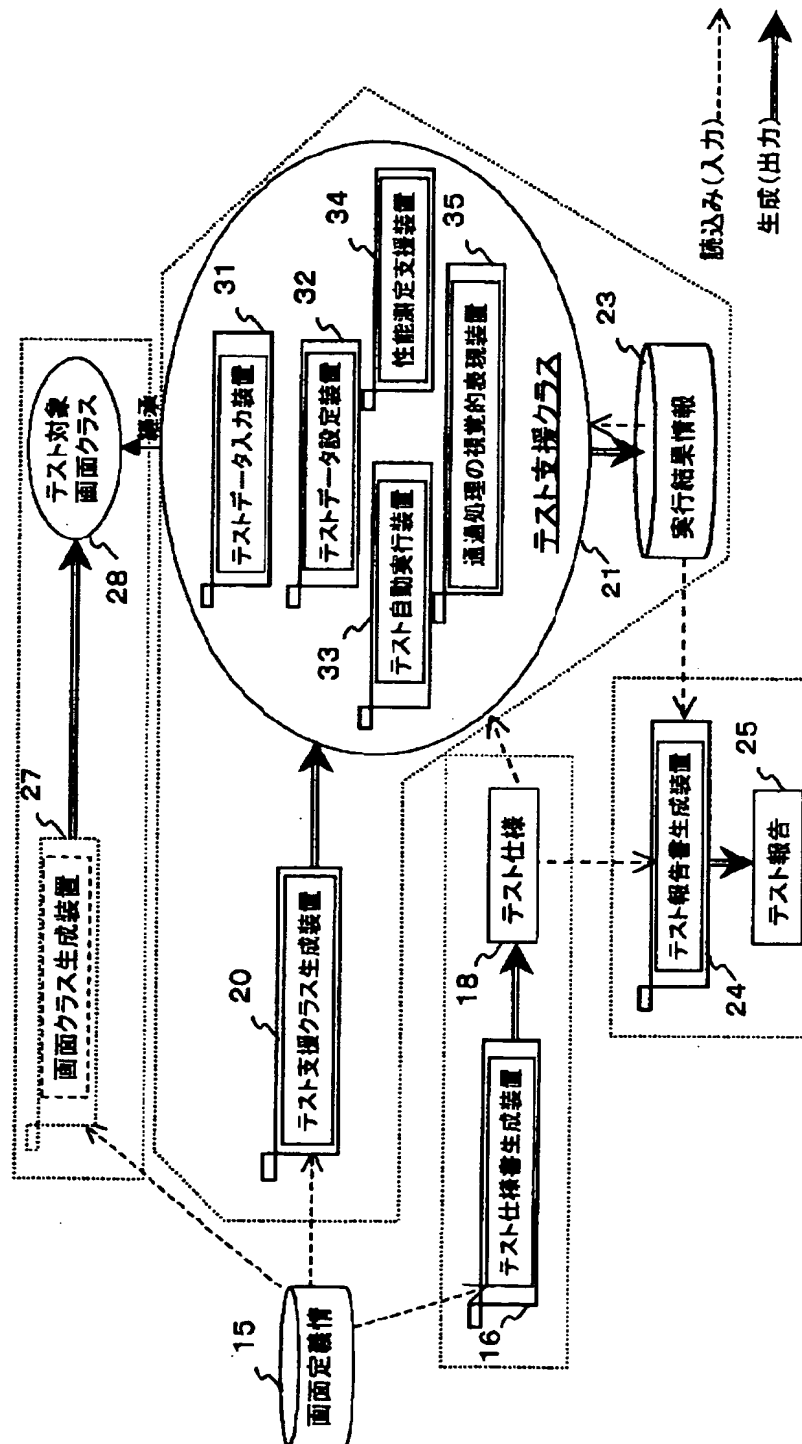 27
画面クラス生成装置
テスト対象
画面クラス
28
継承
15
画面定義情
20
テスト支援クラス生成装置
31
テストデータ入力装置
32
テストデータ設定装置
33
テスト自動実行装置
34
性能測定支援装置
35
通過処理の視覚的表現装置
テスト支援クラス
21
23
実行結果情報
16
テスト仕様書生成装置
18
テスト仕様
24
テスト報告書生成装置
25
テスト報告
読込み(入力)
生成(出力)